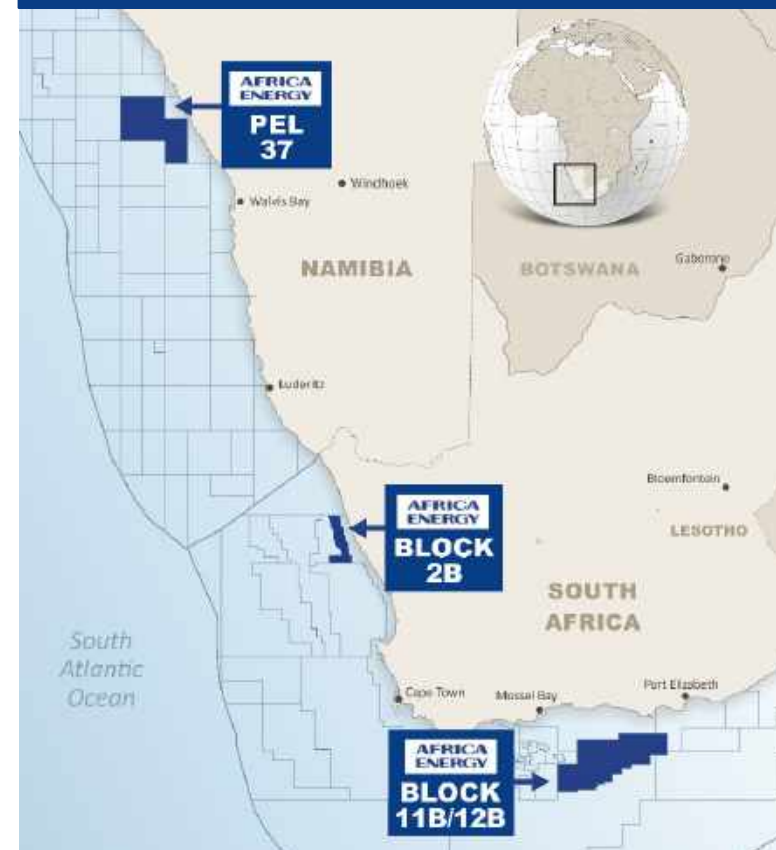 AFRICA
ENERGY
PEL
37
Windhoek
Walvis Bay
NAMIBIA
BOTSWANA
Gaborone
Luderitz
Bloemfontein
LESOTHO
AFRICA
ENERGY
BLOCK
2B
SOUTH
AFRICA
South
Atlantic
Ocean
Cape Town
Mossel Bay
Port Elizabeth
AFRICA
ENERGY
BLOCK
11B/12B